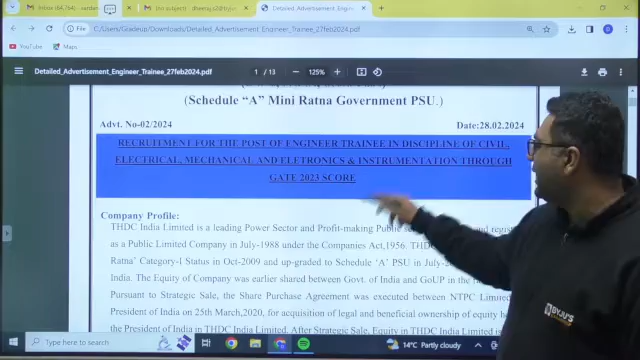 Inbox (64,764) - vandan
(no subject) - dheeraj.s2@try
Detailed_Advertisement_Engine
File
C:/Users/Gradeup/Downloads/Detailed_Advertisement_Engineer_Trainee_27feb2024.pdf
YouTube
Maps
Detailed_Advertisement_Engineer_Trainee_27feb2024.pdf
1 / 13
125%
Schedule “A” Mini Ratna Government PSU.
Advt. No-02/2024
Date:28.02.2024
RECRUITMENT FOR THE POST OF ENGINEER TRAINEE IN DISCIPLINE OF CIVIL,
ELECTRICAL, MECHANICAL AND ELETRONICS & INSTRUMENTATION THROUGH
GATE 2023 SCORE
Company Profile:
THDC India Limited is a leading Power Sector and Profit-making Public
as a Public Limited Company in July-1988 under the Companies Act,1956. THDC
Ratna' Category-I Status in Oct-2009 and up-graded to Schedule 'A' PSU in July-
India. The Equity of Company was earlier shared between Govt. of India and GoUP in the
Pursuant to Strategic Sale, the Share Purchase Agreement was executed between NTPC Limited
President of India on 25th March,2020, for acquisition of legal and beneficial ownership of equity
the President of India in THDC India Limited. After Strategic Sale, Equity in THDC India Limited
BYJU'S
Type here to search
14°C Partly cloudy